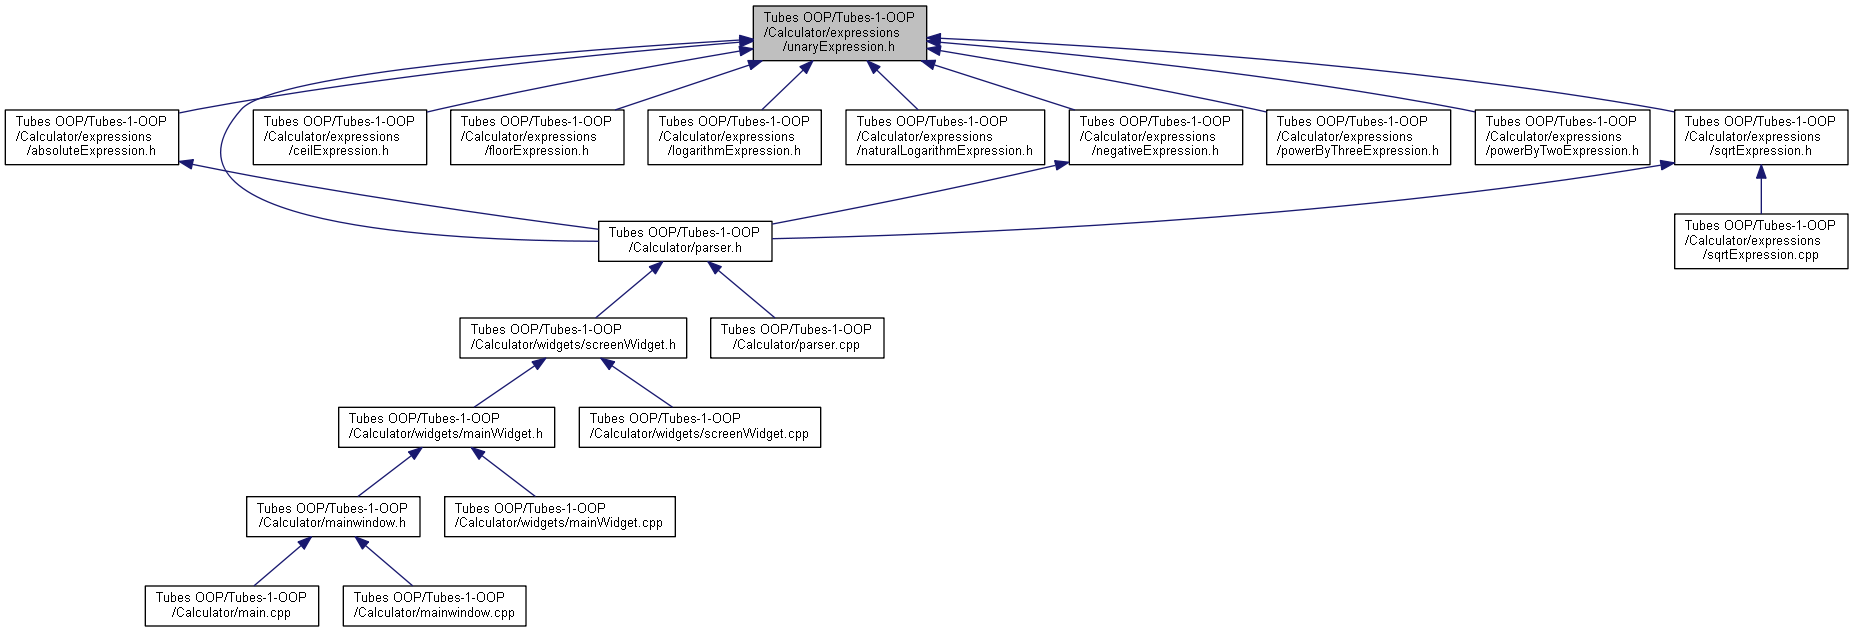 Tubes OOP/Tubes-1-OOP
/Calculator/expressions
/unaryExpression.h
Tubes OOP/Tubes-1-OOP
/Calculator/expressions
/absoluteExpression.h
Tubes OOP/Tubes-1-OOP
/Calculator/expressions
/ceilExpression.h
Tubes OOP/Tubes-1-OOP
/Calculator/expressions
/floorExpression.h
Tubes OOP/Tubes-1-OOP
/Calculator/expressions
/logarithmExpression.h
Tubes OOP/Tubes-1-OOP
/Calculator/expressions
/naturalLogarithmExpression.h
Tubes OOP/Tubes-1-OOP
/Calculator/expressions
/negativeExpression.h
Tubes OOP/Tubes-1-OOP
/Calculator/expressions
/powerByThreeExpression.h
Tubes OOP/Tubes-1-OOP
/Calculator/expressions
/powerByTwoExpression.h
Tubes OOP/Tubes-1-OOP
/Calculator/expressions
/sqrtExpression.h
Tubes OOP/Tubes-1-OOP
/Calculator/parser.h
Tubes OOP/Tubes-1-OOP
/Calculator/expressions
/sqrtExpression.cpp
Tubes OOP/Tubes-1-OOP
/Calculator/widgets/screenWidget.h
Tubes OOP/Tubes-1-OOP
/Calculator/parser.cpp
Tubes OOP/Tubes-1-OOP
/Calculator/widgets/mainWidget.h
Tubes OOP/Tubes-1-OOP
/Calculator/widgets/screenWidget.cpp
Tubes OOP/Tubes-1-OOP
/Calculator/mainwindow.h
Tubes OOP/Tubes-1-OOP
/Calculator/widgets/mainWidget.cpp
Tubes OOP/Tubes-1-OOP
/Calculator/main.cpp
Tubes OOP/Tubes-1-OOP
/Calculator/mainwindow.cpp